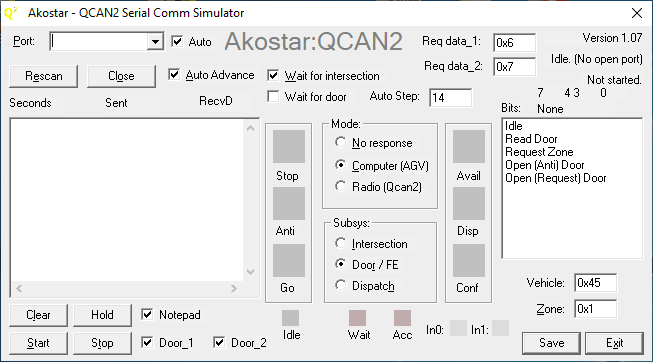 Akostar - QCAN2 Serial Comm Simulator
Port: Auto Akostar:QCAN2 Req data_1: 0x6 Version 1.07
Req data_2: 0x7 Idle. (No open port)
Rescan Close Auto Advance Wait for intersection Not started.
Wait for door Auto Step: 14 7 4 3 0
Seconds Sent RecvD Bits: None
Mode:
No response
Computer (AGV)
Radio (Qcan2)
Subsys:
Intersection
Door / FE
Dispatch
Stop
Anti
Go
Avail
Disp
Conf
Idle
Read Door
Request Zone
Open (Anti) Door
Open (Request) Door
Vehicle: 0x45
Zone: 0x1
Clear Hold Notepad
Start Stop Door_1 Door_2
Idle Wait Acc In0: In1:
Save Exit